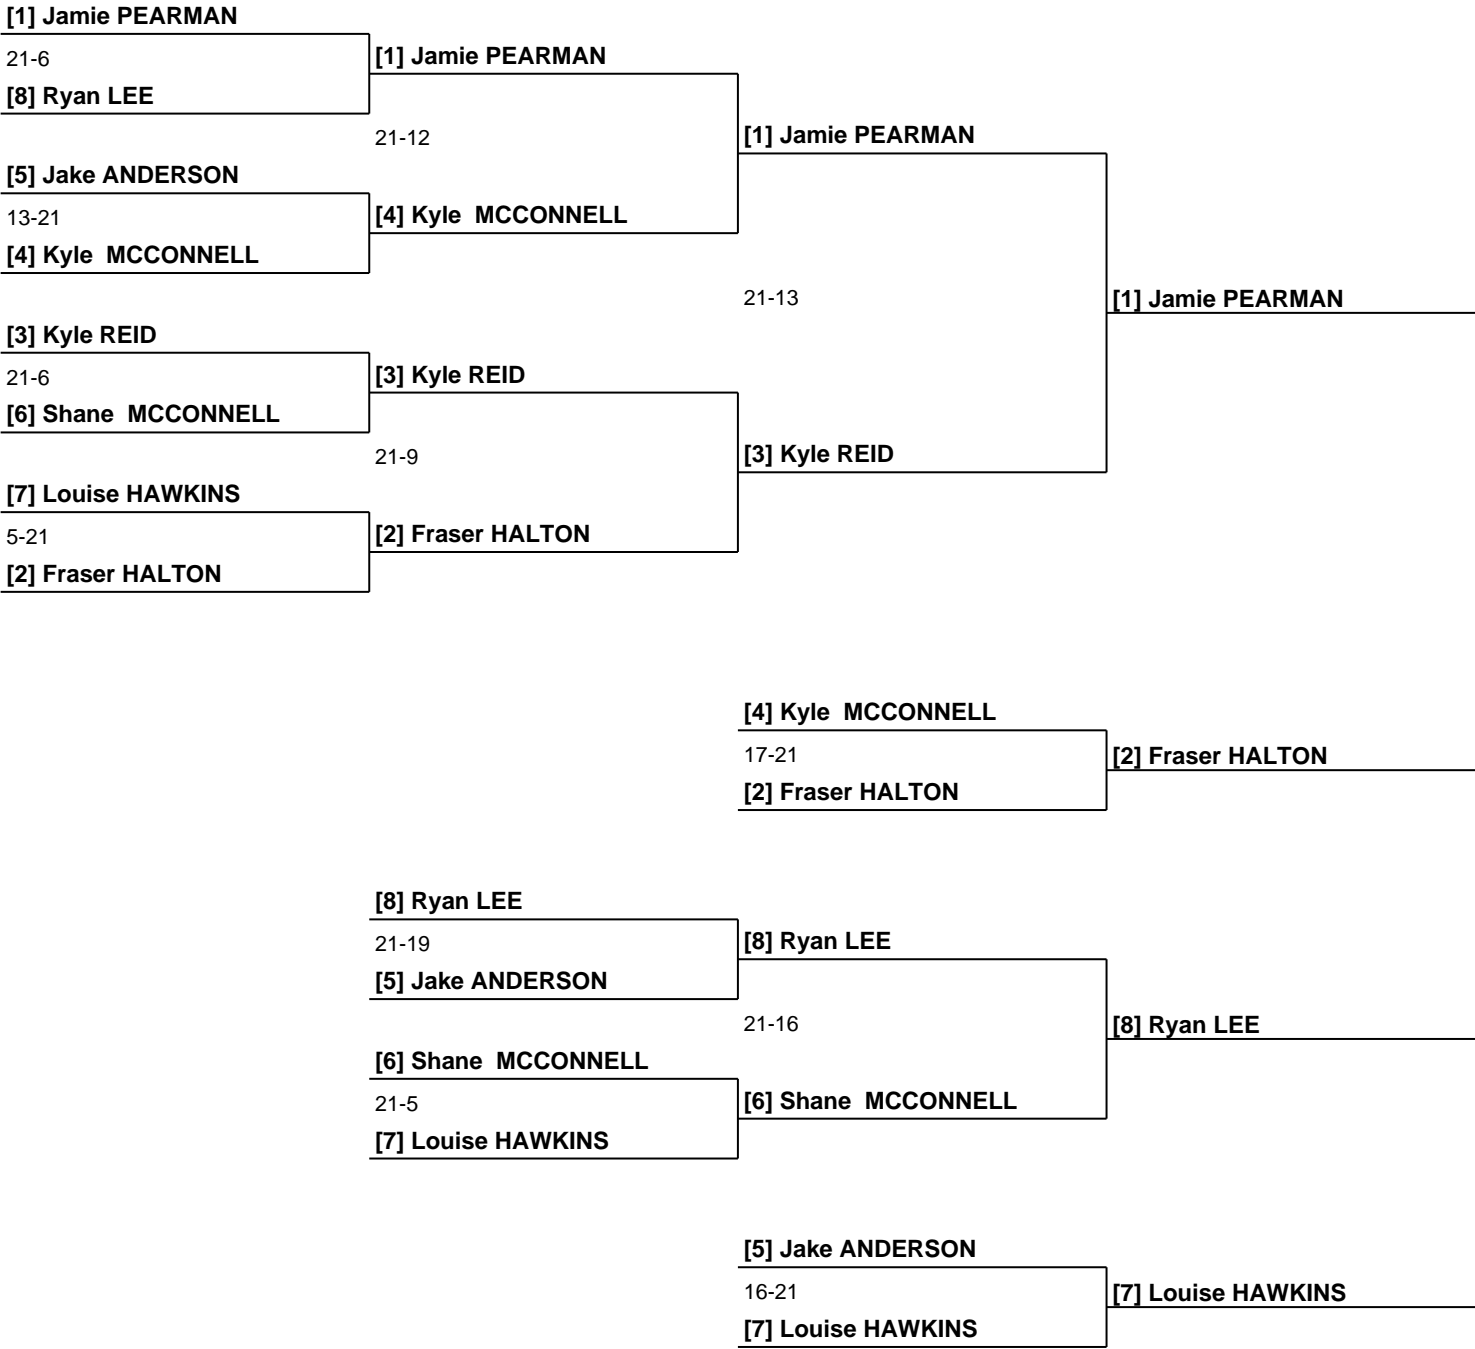 [1] Jamie PEARMAN
21-6
[8] Ryan LEE
[1] Jamie PEARMAN
21-12
[5] Jake ANDERSON
13-21
[4] Kyle  MCCONNELL
[4] Kyle  MCCONNELL
[1] Jamie PEARMAN
21-13
[1] Jamie PEARMAN
[3] Kyle REID
21-6
[6] Shane  MCCONNELL
[3] Kyle REID
21-9
[7] Louise HAWKINS
5-21
[2] Fraser HALTON
[2] Fraser HALTON
[3] Kyle REID
[4] Kyle  MCCONNELL
17-21
[2] Fraser HALTON
[2] Fraser HALTON
[8] Ryan LEE
21-19
[5] Jake ANDERSON
[8] Ryan LEE
21-16
[8] Ryan LEE
[6] Shane  MCCONNELL
21-5
[7] Louise HAWKINS
[6] Shane  MCCONNELL
[5] Jake ANDERSON
16-21
[7] Louise HAWKINS
[7] Louise HAWKINS